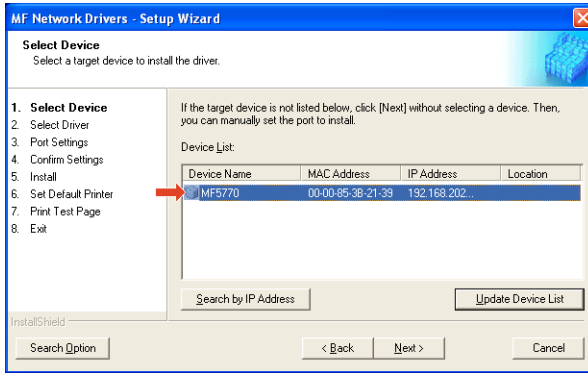 MF Network Drivers - Setup Wizard
Select Device
Select a target device to install the driver.
1. Select Device
2. Select Driver
3. Port Settings
4. Confirm Settings
5. Install
6. Set Default Printer
7. Print Test Page
8. Exit
If the target device is not listed below, click [Next] without selecting a device. Then,
you can manually set the port to install.
Device List:
Device Name MAC Address IP Address Location
MF5770 00-00-85-3B-21-39 192.168.202...
Search by IP Address Update Device List
InstallShield
Search Option < Back Next > Cancel